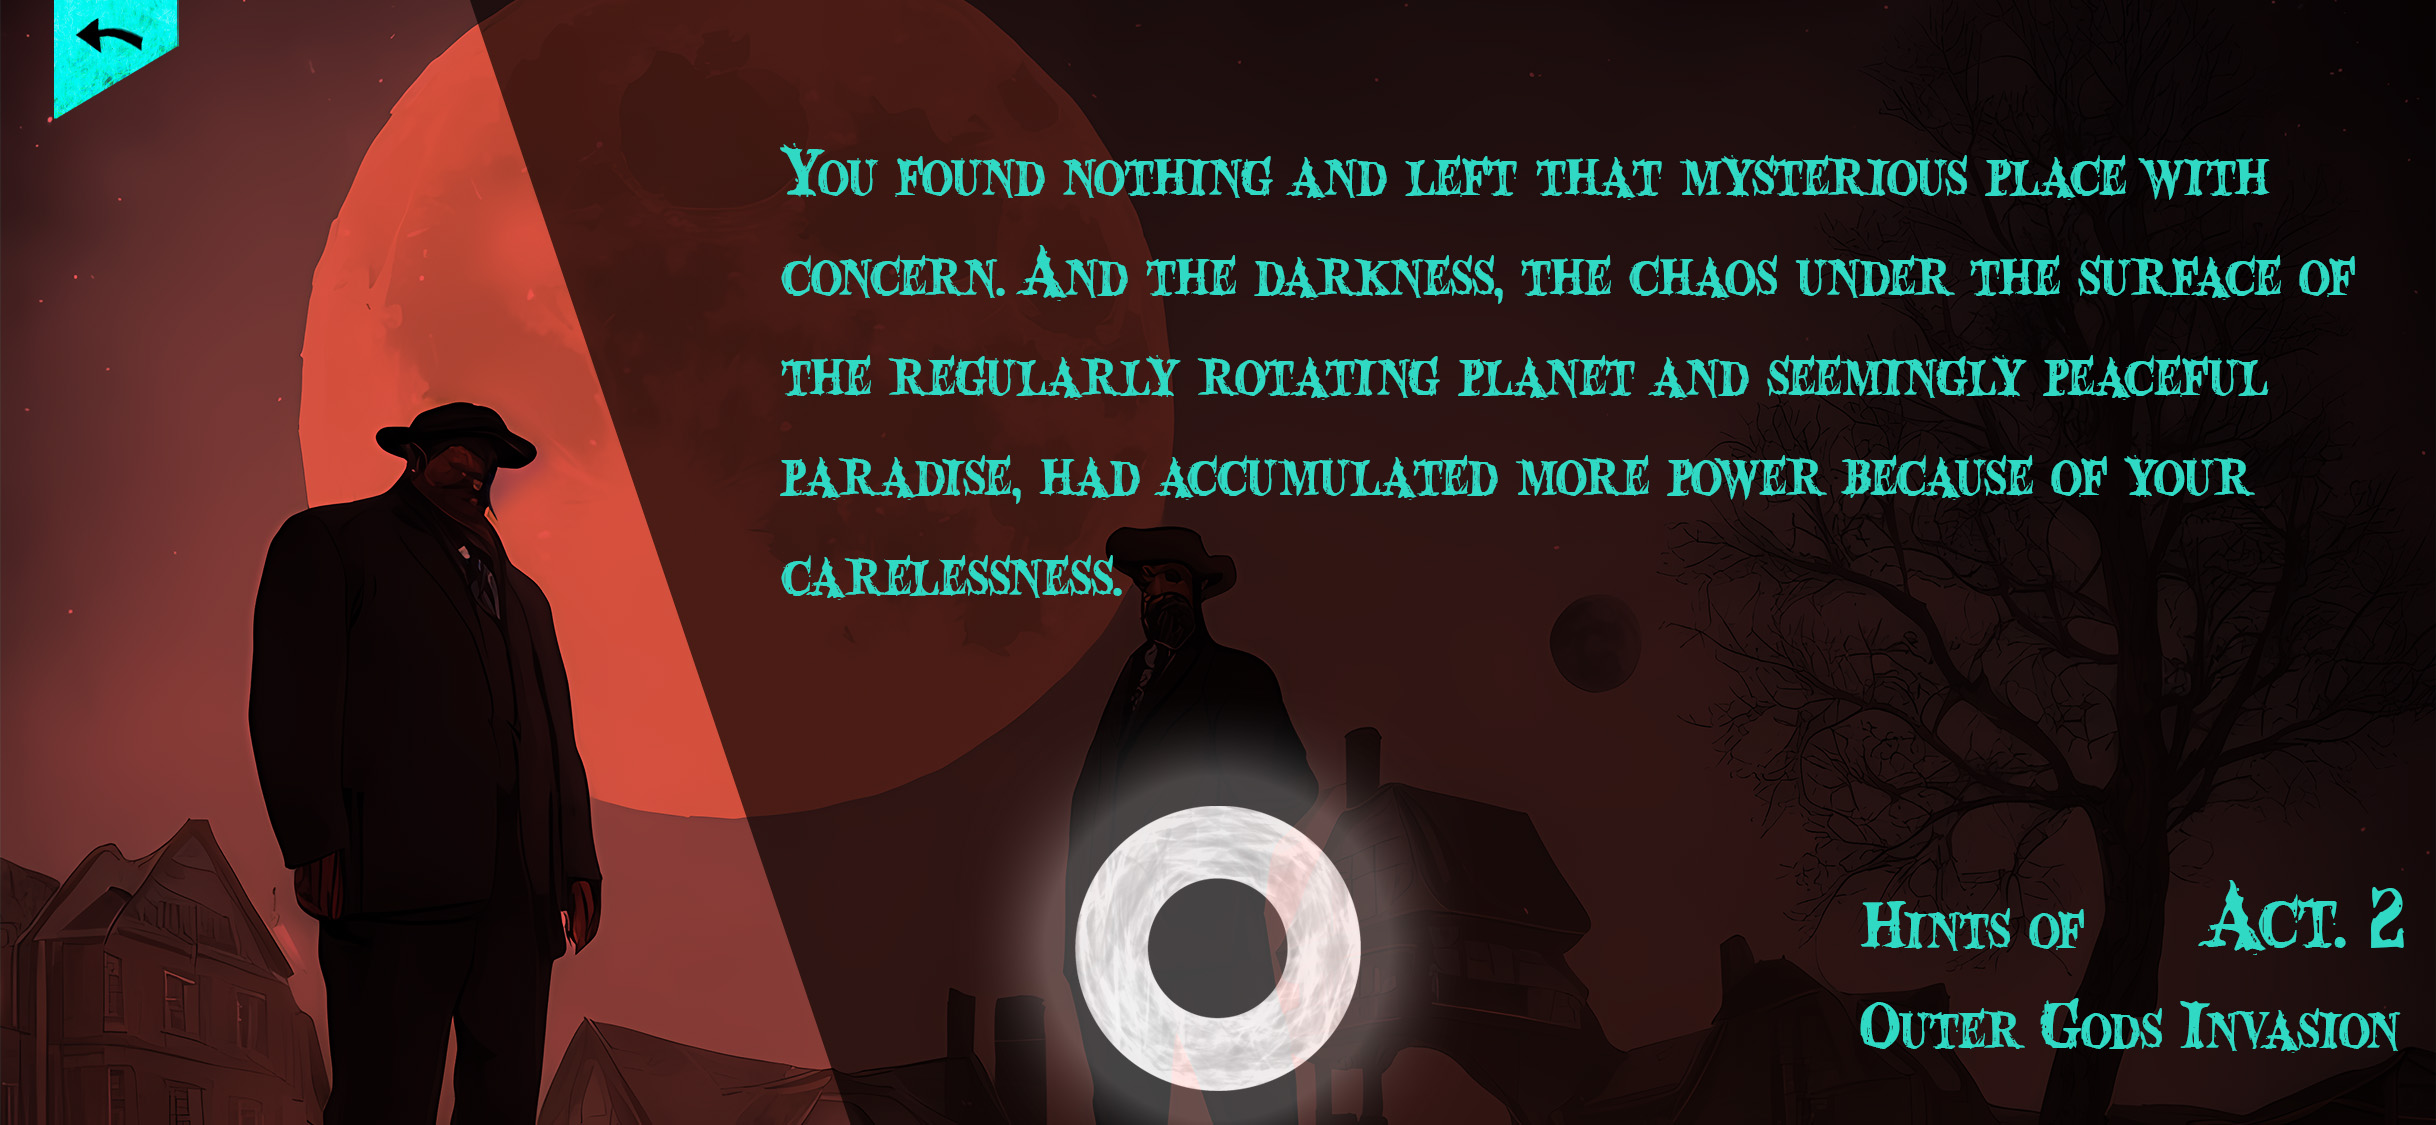 You found nothing and left that mysterious place with
concern. And the darkness, the chaos under the surface of
the regularly rotating planet and seemingly peaceful
paradise, had accumulated more power because of your
carelessness.
Hints of Act. 2
Outer Gods Invasion